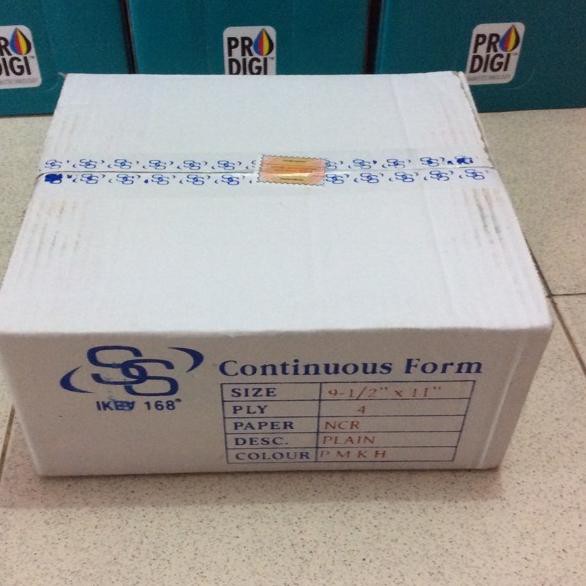 PRO
DIGI
PRO
DIGI
PRO
DIGI
SS
Continuous Form
SIZE 9-1/2" x 11"
PLY 4
PAPER NCR
DESC. PLAIN
COLOUR P M K H
168